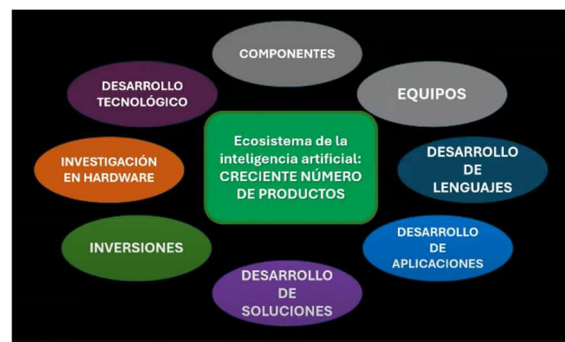 COMPONENTES
DESARROLLO
TECNOLÓGICO
EQUIPOS
Ecosistema de la
inteligencia artificial:
CRECIENTE NÚMERO
DE PRODUCTOS
INVESTIGACIÓN
EN HARDWARE
DESARROLLO
DE
LENGUAJES
INVERSIONES
DESARROLLO
DE
APLICACIONES
DESARROLLO
DE
SOLUCIONES